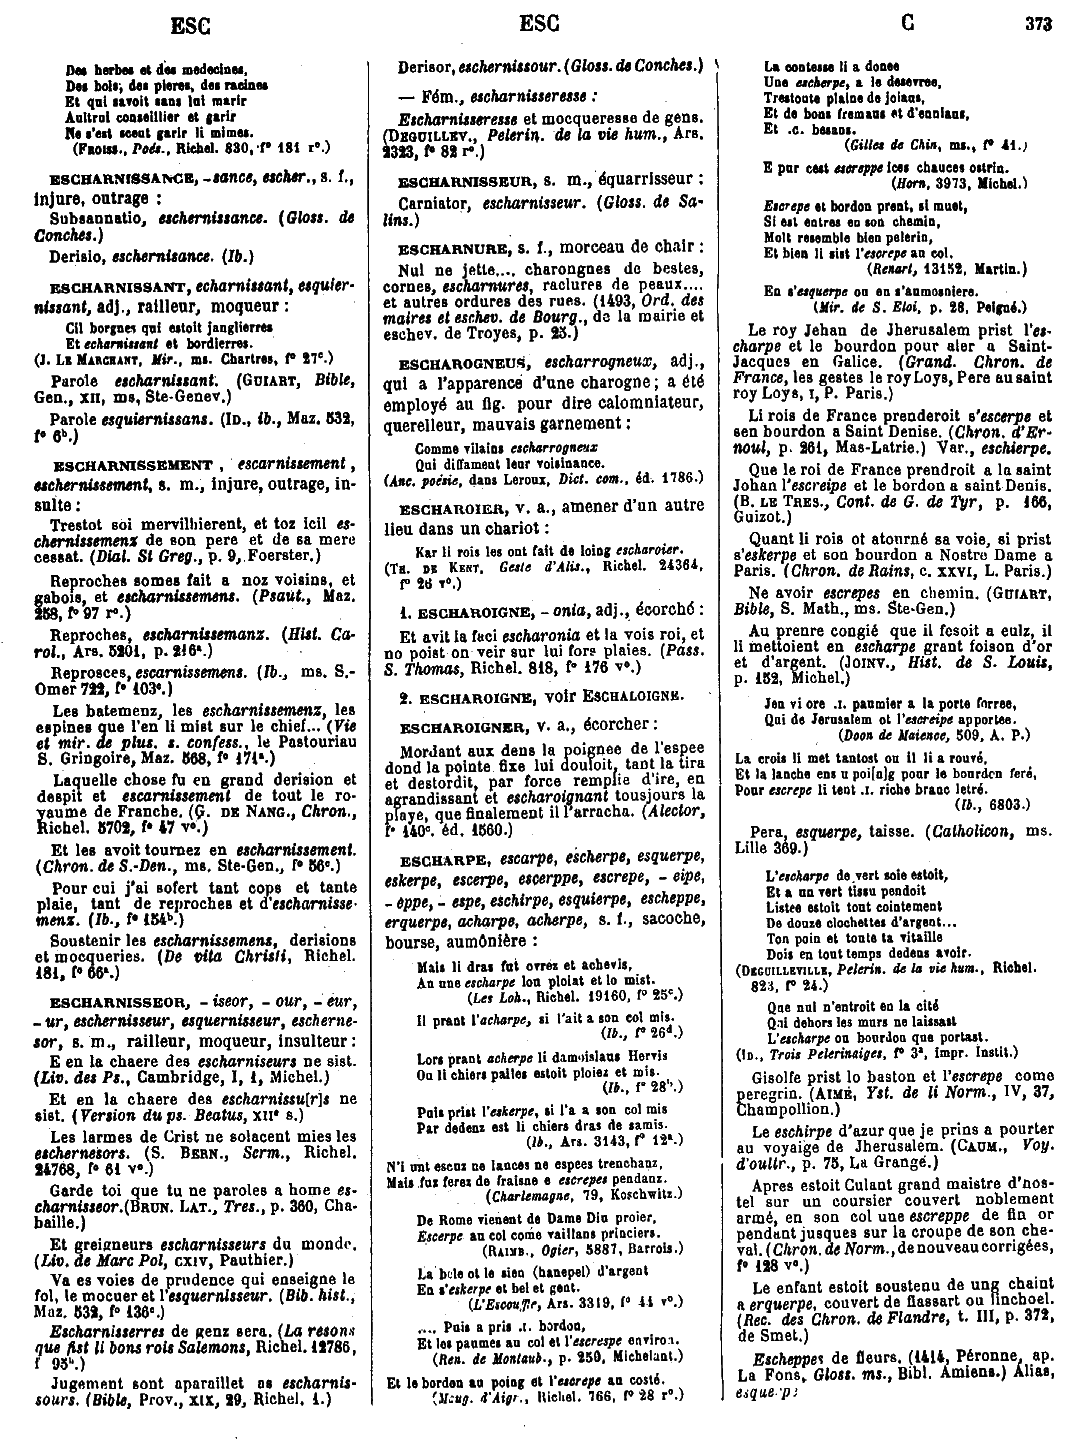 ESC
ESC
C
373
Des herbes et des medecines,
Des bois, des pieres, des racines
Et qui savoit sans lui marir
Aultrui conseillier et garir
Ne s'est sceut garir li mimes.
(FROISS., Poés., Richel. 830, f° 181 r°.)
ESCHARNISSANCE, -sance, escher., s. f.,
injure, outrage :
Subsannatio, eschernissance. (Gloss. de
Conches.)
Derisio, eschernisance. (Ib.)
ESCHARNISSANT, echarnissant, esquier-
nissant, adj., railleur, moqueur :
Cil borgnes qui estoit janglierres
Et echarnissant et bordierres.
(J. LE MARCHANT, Mir., ms. Chartres, f° 27c.)
Parole escharnissant. (GUIART, Bible,
Gen., XII, ms. Ste-Genev.)
Parole esquiernissans. (ID., ib., Maz. 532,
f° 6b.)
ESCHARNISSEMENT, escarnissement,
eschernissement, s. m., injure, outrage, in-
sulte :
Trestot soi mervilhierent, et toz icil es-
chernissemenz de son pere et de sa mere
cessat. (Dial. St Greg., p. 9, Foerster.)
Reproches somes fait a noz voisins, et
gabois, et escharnissemens. (Psaut., Maz.
258, f° 97 r°.)
Reproches, escharnissemanz. (Hist. Ca-
rol., Ars. 5201, p. 216a.)
Reprosces, escarnissemens. (Ib., ms. S.-
Omer 722, f° 103c.)
Les batemenz, les escharnissemenz, les
espines que l'en li mist sur le chief... (Vie
et mir. de plus. s. confess., le Pastouriau
S. Gringoire, Maz. 568, f° 171a.)
Laquelle chose fu en grand derision et
despit et escarnissement de tout le ro-
yaume de Franche. (G. DE NANG., Chron.,
Richel. 5702, f° 47 v°.)
Et les avoit tournez en escharnissement.
(Chron. de S.-Den., ms. Ste-Gen., f° 56c.)
Pour cui j'ai sofert tant cops et tante
plaie, tant de reproches et d'escharnisse-
menz. (Ib., f° 154b.)
Soustenir les escharnissemens, derisions
et mocqueries. (De vita Christi, Richel.
181, f° 66a.)
ESCHARNISSEOR, - iseor, - our, - eur,
- ur, eschernisseur, esquernisseur, escherne-
sor, s. m., railleur, moqueur, insulteur :
E en la chaere des escharniseurs ne sist.
(Liv. des Ps., Cambridge, I, 1, Michel.)
Et en la chaere des escharnissu[r]s ne
sist. (Version du ps. Beatus, XIIe s.)
Les larmes de Crist ne solacent mies les
eschernesors. (S. BERN., Serm., Richel.
24768, f° 61 v°.)
Garde toi que tu ne paroles a home es-
charnisseor. (BRUN. LAT., Tres., p. 360, Cha-
baille.)
Et greigneurs escharnisseurs du monde.
(Liv. de Marc Pol, CXIV, Pauthier.)
Va es voies de prudence qui enseigne le
fol, le mocuer et l'esquernisseur. (Bib. hist.,
Maz. 532, f° 136c.)
Escharnisserres de genz sera. (La resons
que fist li bons rois Salemons, Richel. 12786,
f 95b.)
Jugement sont aparaillet as escharnis-
sours. (Bible, Prov., XIX, 29, Richel. 1.)
Derisor, eschernissour. (Gloss. de Conches.)
— Fém., escharnisseresse :
Escharnisseresse et mocqueresse de gens.
(DEGUILLEV., Pelerin. de la vie hum., Ars.
2323, f° 82 r°.)
ESCHARNISSEUR, s. m., équarrisseur :
Carniator, escharnisseur. (Gloss. de Sa-
lins.)
ESCHARNURE, s. f., morceau de chair :
Nul ne jette... charongnes de bestes,
cornes, escharnures, raclures de peaux....
et autres ordures des rues. (1493, Ord. des
maires et eschev. de Bourg., de la mairie et
eschev. de Troyes, p. 25.)
ESCHAROGNEUS, escharrogneux, adj.,
qui a l'apparence d'une charogne ; a été
employé au fig. pour dire calomniateur,
querelleur, mauvais garnement :
Comme vilains escharrogneux
Qui diffament leur voisinance.
(Anc. poésie, dans Leroux, Dict. com., éd. 1786.)
ESCHAROIER, v. a., amener d'un autre
lieu dans un chariot :
Kar li rois les ont fait de loing escharoier.
(TH. DE KENT, Geste d'Alis., Richel. 24364,
f° 26 v°.)
1. ESCHAROIGNE, - onia, adj., écorché :
Et avit la faci escharonia et la vois roi, et
no poist on veir sur lui fors plaies. (Pass.
S. Thomas, Richel. 818, f° 176 v°.)
2. ESCHAROIGNE, voir ESCHALOIGNE.
ESCHAROIGNER, v. a., écorcher :
Mordant aux dens la poignee de l'espee
dond la pointe fixe lui douloit, tant la tira
et destordit, par force remplie d'ire, en
agrandissant et escharoignant tousjours la
playe, que finalement il l'arracha. (Alector,
f° 140c, éd. 1560.)
ESCHARPE, escarpe, escherpe, esquerpe,
eskerpe, escerpe, escerppe, escrepe, - eipe,
- eppe, - espe, eschirpe, esquierpe, escheppe,
erquerpe, acharpe, acherpe, s. f., sacoche,
bourse, aumônière :
Mais li dras fut ovrez et achevis,
An une escharpe lou ploiat et lo mist.
(Les Loh., Richel. 19160, f° 25c.)
Il prant l'acharpe, si l'ait a son col mis.
(Ib., f° 26d.)
Lors prant acherpe li damoislaus Hervis
Ou li chiers palles estoit ploiez et mis.
(Ib., f° 28b.)
Puis prist l'eskerpe, si l'a a son col mis
Par dedenz est li chiers dras de samis.
(Ib., Ars. 3143, f° 12a.)
N'i unt escuz ne lances ne espees trenchanz,
Mais fuz ferez de fraisne e escrepes pendanz.
(Charlemagne, 79, Koschwitz.)
De Rome vienent de Dame Diu proier,
Escerpe au col come vaillans princiers.
(RAIMB., Ogier, 5887, Barrois.)
La bele ot le sien (hanepel) d'argent
En s'eskerpe et bel et gent.
(L'Escoufle, Ars. 3319, f° 41 v°.)
.... Puis a pris .i. bordon,
Et les paumes au col et l'escrespe environ.
(Ren. de Montaub., p. 250, Michelant.)
Et le bordon au poing et l'escrepe au costé.
(Maug. d'Aigr., Richel. 766, f° 28 r°.)
La contesse li a donee
Une escherpe, a le desevree,
Trestoute plaine de joiaus,
Et de bons fremaus et d'enniaus,
Et .c. besans.
(Gilles de Chin, ms., f° 41.)
E pur cest escreppe ices chauces ostrin.
(Horn, 3973, Michel.)
Escrepe et bordon prent, si muet,
Si est entres en son chemin,
Molt resemble bien pelerin,
Et bien li sist l'escrepe au col.
(Renart, 13152, Martin.)
En s'esquerpe ou en s'aumosniere.
(Mir. de S. Eloi, p. 28, Peigné.)
Le roy Jehan de Jherusalem prist l'es-
charpe et le bourdon pour aler a Saint-
Jacques en Galice. (Grand. Chron. de
France, les gestes le roy Loys, Pere au saint
roy Loys, I, P. Paris.)
Li rois de France prenderoit s'escerpe et
sen bourdon a Saint Denise. (Chron. d'Er-
noul, p. 261, Mas-Latrie.) Var., eschierpe.
Que le roi de France prendroit a la saint
Johan l'escreipe et le bordon a saint Denis.
(B. LE TRES., Cont. de G. de Tyr, p. 166,
Guizot.)
Quant li rois ot atourné sa voie, si prist
s'eskerpe et son bourdon a Nostre Dame a
Paris. (Chron. de Rains, c. XXVI, L. Paris.)
Ne avoir escrepes en chemin. (GUIART,
Bible, S. Math., ms. Ste-Gen.)
Au prenre congié que il fesoit a eulz, il
li mettoient en escharpe grant foison d'or
et d'argent. (JOINV., Hist. de S. Louis,
p. 152, Michel.)
Jen vi ore .i. paumier a la porte farree,
Qui de Jerusalem ot l'escreipe apportee.
(Doon de Maience, 509, A. P.)
La crois li met tantost ou il li a rouvé,
Et la lanche ens u poi[n]g pour le bourdon feré,
Pour escrepe li tent .i. riche branc letré.
(Ib., 6803.)
Pera, esquerpe, taisse. (Catholicon, ms.
Lille 369.)
L'escharpe de vert soie estoit,
Et a un vert tissu pendoit
Listee estoit tout cointement
De douze clochettes d'argent...
Ton poin et toute ta vitaille
Dois en tout temps dedens avoir.
(DEGUILLEVILLE, Pelerin. de la vie hum., Richel.
823, f° 24.)
Que nul n'entroit en la cité
Qui dehors les murs ne laissast
L'escharpe ou bourdon que portast.
(ID., Trois Pelerinaiges, f° 3a, impr. Instit.)
Gisolfe prist lo baston et l'escrepe come
peregrin. (AIMÉ, Yst. de li Norm., IV, 37,
Champollion.)
Le eschirpe d'azur que je prins a pourter
au voyaige de Jherusalem. (CAUM., Voy.
d'oultr., p. 75, La Grange.)
Apres estoit Culant grand maistre d'hos-
tel sur un coursier couvert noblement
armé, en son col une escreppe de fin or
pendant jusques sur la croupe de son che-
val. (Chron. de Norm., de nouveau corrigées,
f° 128 v°.)
Le enfant estoit soustenu de ung chaint
a erquerpe, couvert de flassart ou linchoel.
(Rec. des Chron. de Flandre, t. III, p. 372,
de Smet.)
Escheppes de fleurs. (1414, Péronne, ap.
La Fons, Gloss. ms., Bibl. Amiens.) Alias,